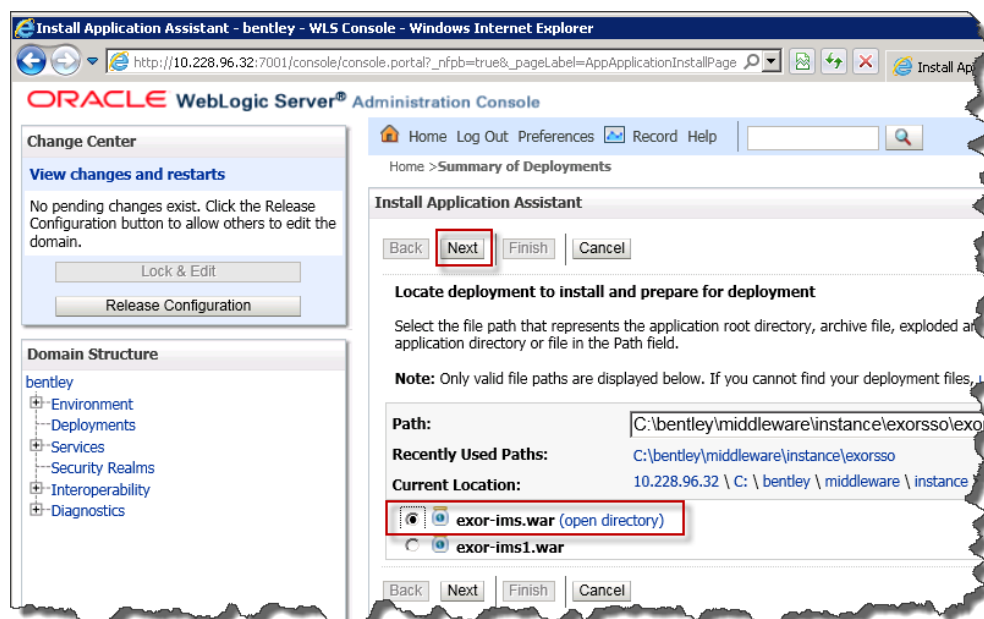 Install Application Assistant - bentley - WLS Console - Windows Internet Explorer
http://10.228.96.32:7001/console/console.portal?_nfpb=true&_pageLabel=AppApplicationInstallPage
Install Ap
ORACLE WebLogic Server® Administration Console
Change Center
View changes and restarts
No pending changes exist. Click the Release
Configuration button to allow others to edit the
domain.
Lock & Edit
Release Configuration
Domain Structure
bentley
Environment
Deployments
Services
Security Realms
Interoperability
Diagnostics
Home Log Out Preferences Record Help
Home >Summary of Deployments
Install Application Assistant
Back Next Finish Cancel
Locate deployment to install and prepare for deployment
Select the file path that represents the application root directory, archive file, exploded
application directory or file in the Path field.
Note: Only valid file paths are displayed below. If you cannot find your deployment files,
Path: C:\bentley\middleware\instance\exorsso\exo
Recently Used Paths: C:\bentley\middleware\instance\exorsso
Current Location: 10.228.96.32 \ C: \ bentley \ middleware \ instance
exor-ims.war (open directory)
exor-ims1.war
Back Next Finish Cancel